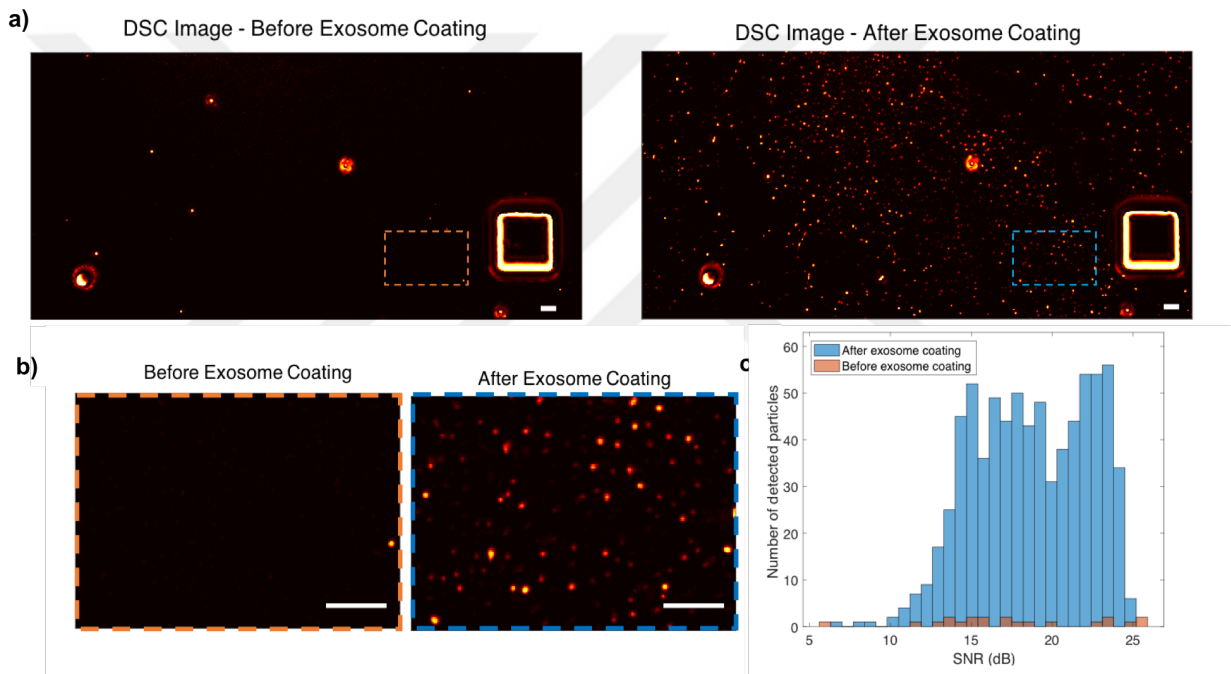 a)
DSC Image - Before Exosome Coating
DSC Image - After Exosome Coating
b)
Before Exosome Coating
After Exosome Coating
c
60
50
40
30
20
10
0
Number of detected particles
After exosome coating
Before exosome coating
5
10
15
20
25
SNR (dB)